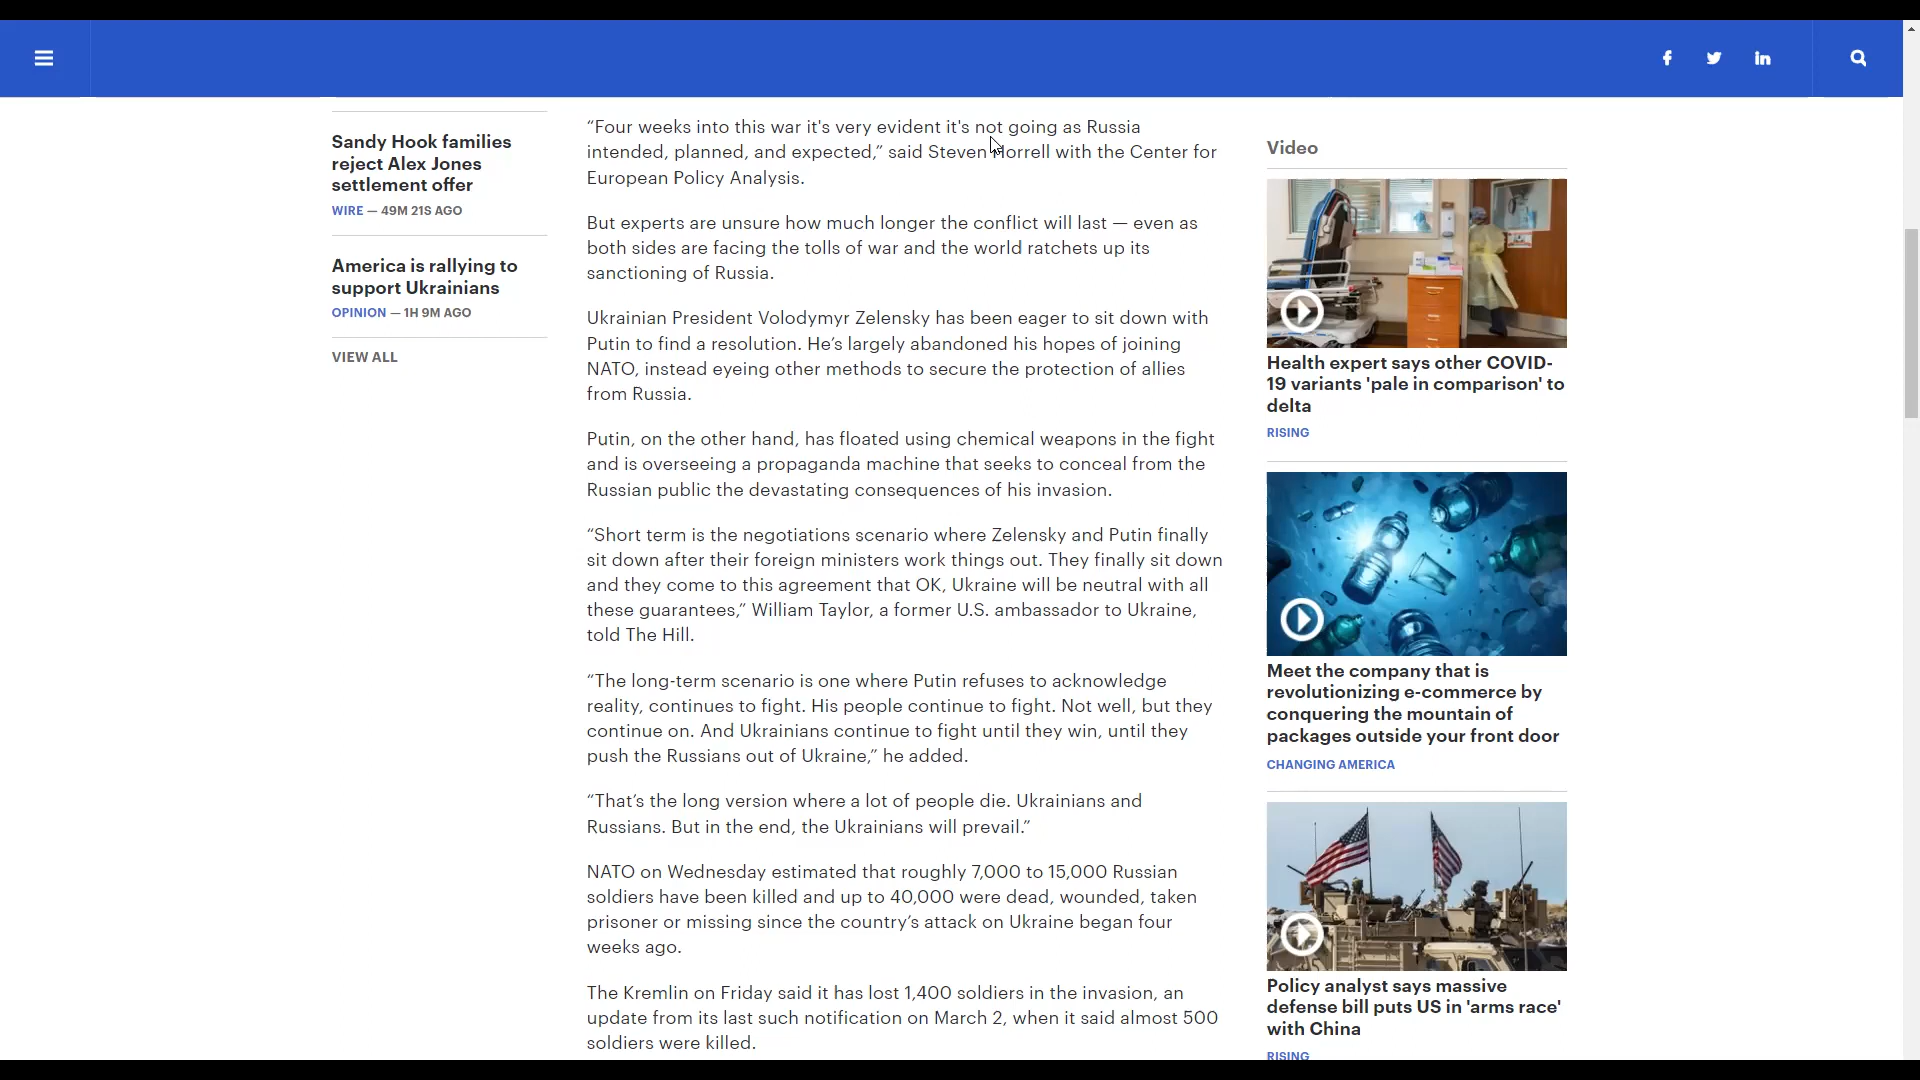 Sandy Hook families
reject Alex Jones
settlement offer
WIRE — 49M 21S AGO
America is rallying to
support Ukrainians
OPINION — 1H 9M AGO
VIEW ALL
“Four weeks into this war it's very evident it's not going as Russia
intended, planned, and expected,” said Steven Horrell with the Center for
European Policy Analysis.
But experts are unsure how much longer the conflict will last — even as
both sides are facing the tolls of war and the world ratchets up its
sanctioning of Russia.
Ukrainian President Volodymyr Zelensky has been eager to sit down with
Putin to find a resolution. He’s largely abandoned his hopes of joining
NATO, instead eyeing other methods to secure the protection of allies
from Russia.
Putin, on the other hand, has floated using chemical weapons in the fight
and is overseeing a propaganda machine that seeks to conceal from the
Russian public the devastating consequences of his invasion.
“Short term is the negotiations scenario where Zelensky and Putin finally
sit down after their foreign ministers work things out. They finally sit down
and they come to this agreement that OK, Ukraine will be neutral with all
these guarantees,” William Taylor, a former U.S. ambassador to Ukraine,
told The Hill.
“The long-term scenario is one where Putin refuses to acknowledge
reality, continues to fight. His people continue to fight. Not well, but they
continue on. And Ukrainians continue to fight until they win, until they
push the Russians out of Ukraine,” he added.
“That’s the long version where a lot of people die. Ukrainians and
Russians. But in the end, the Ukrainians will prevail.”
NATO on Wednesday estimated that roughly 7,000 to 15,000 Russian
soldiers have been killed and up to 40,000 were dead, wounded, taken
prisoner or missing since the country’s attack on Ukraine began four
weeks ago.
The Kremlin on Friday said it has lost 1,400 soldiers in the invasion, an
update from its last such notification on March 2, when it said almost 500
soldiers were killed.
Video
Health expert says other COVID-
19 variants 'pale in comparison' to
delta
RISING
Meet the company that is
revolutionizing e-commerce by
conquering the mountain of
packages outside your front door
CHANGING AMERICA
Policy analyst says massive
defense bill puts US in 'arms race'
with China
RISING